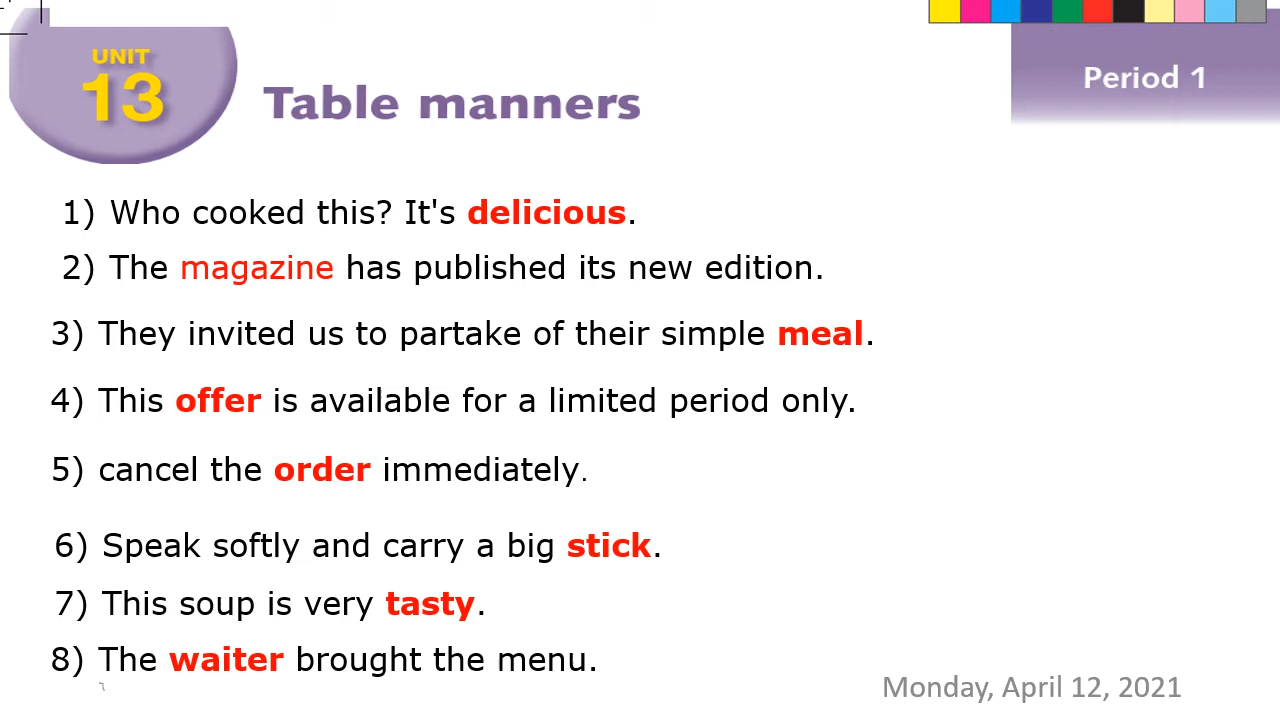 UNIT
13
Table manners
Period 1
1) Who cooked this? It's delicious.
2) The magazine has published its new edition.
3) They invited us to partake of their simple meal.
4) This offer is available for a limited period only.
5) cancel the order immediately.
6) Speak softly and carry a big stick.
7) This soup is very tasty.
8) The waiter brought the menu.
Monday, April 12, 2021